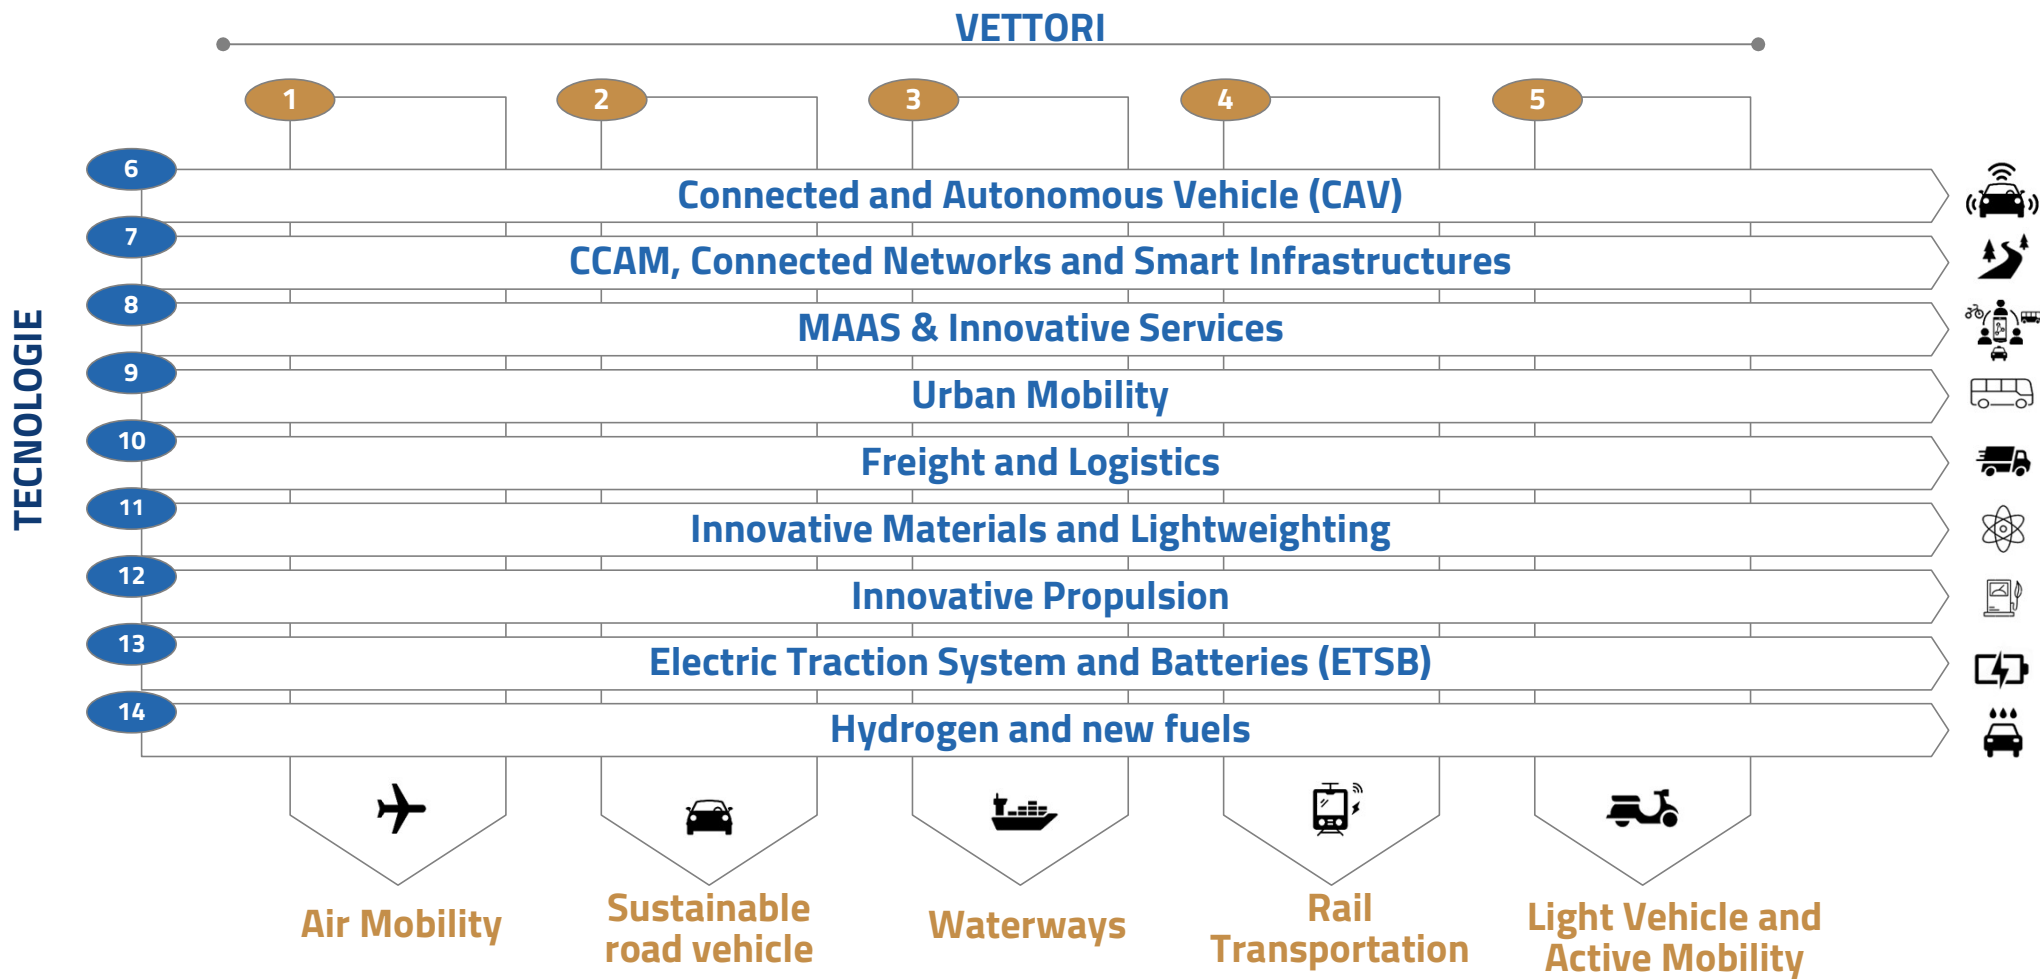 VETTORI
1
2
3
4
5
TECNOLOGIE
6
Connected and Autonomous Vehicle (CAV)
7
CCAM, Connected Networks and Smart Infrastructures
8
MAAS & Innovative Services
9
Urban Mobility
10
Freight and Logistics
11
Innovative Materials and Lightweighting
12
Innovative Propulsion
13
Electric Traction System and Batteries (ETSB)
14
Hydrogen and new fuels
Air Mobility
Sustainable
road vehicle
Waterways
Rail
Transportation
Light Vehicle and
Active Mobility